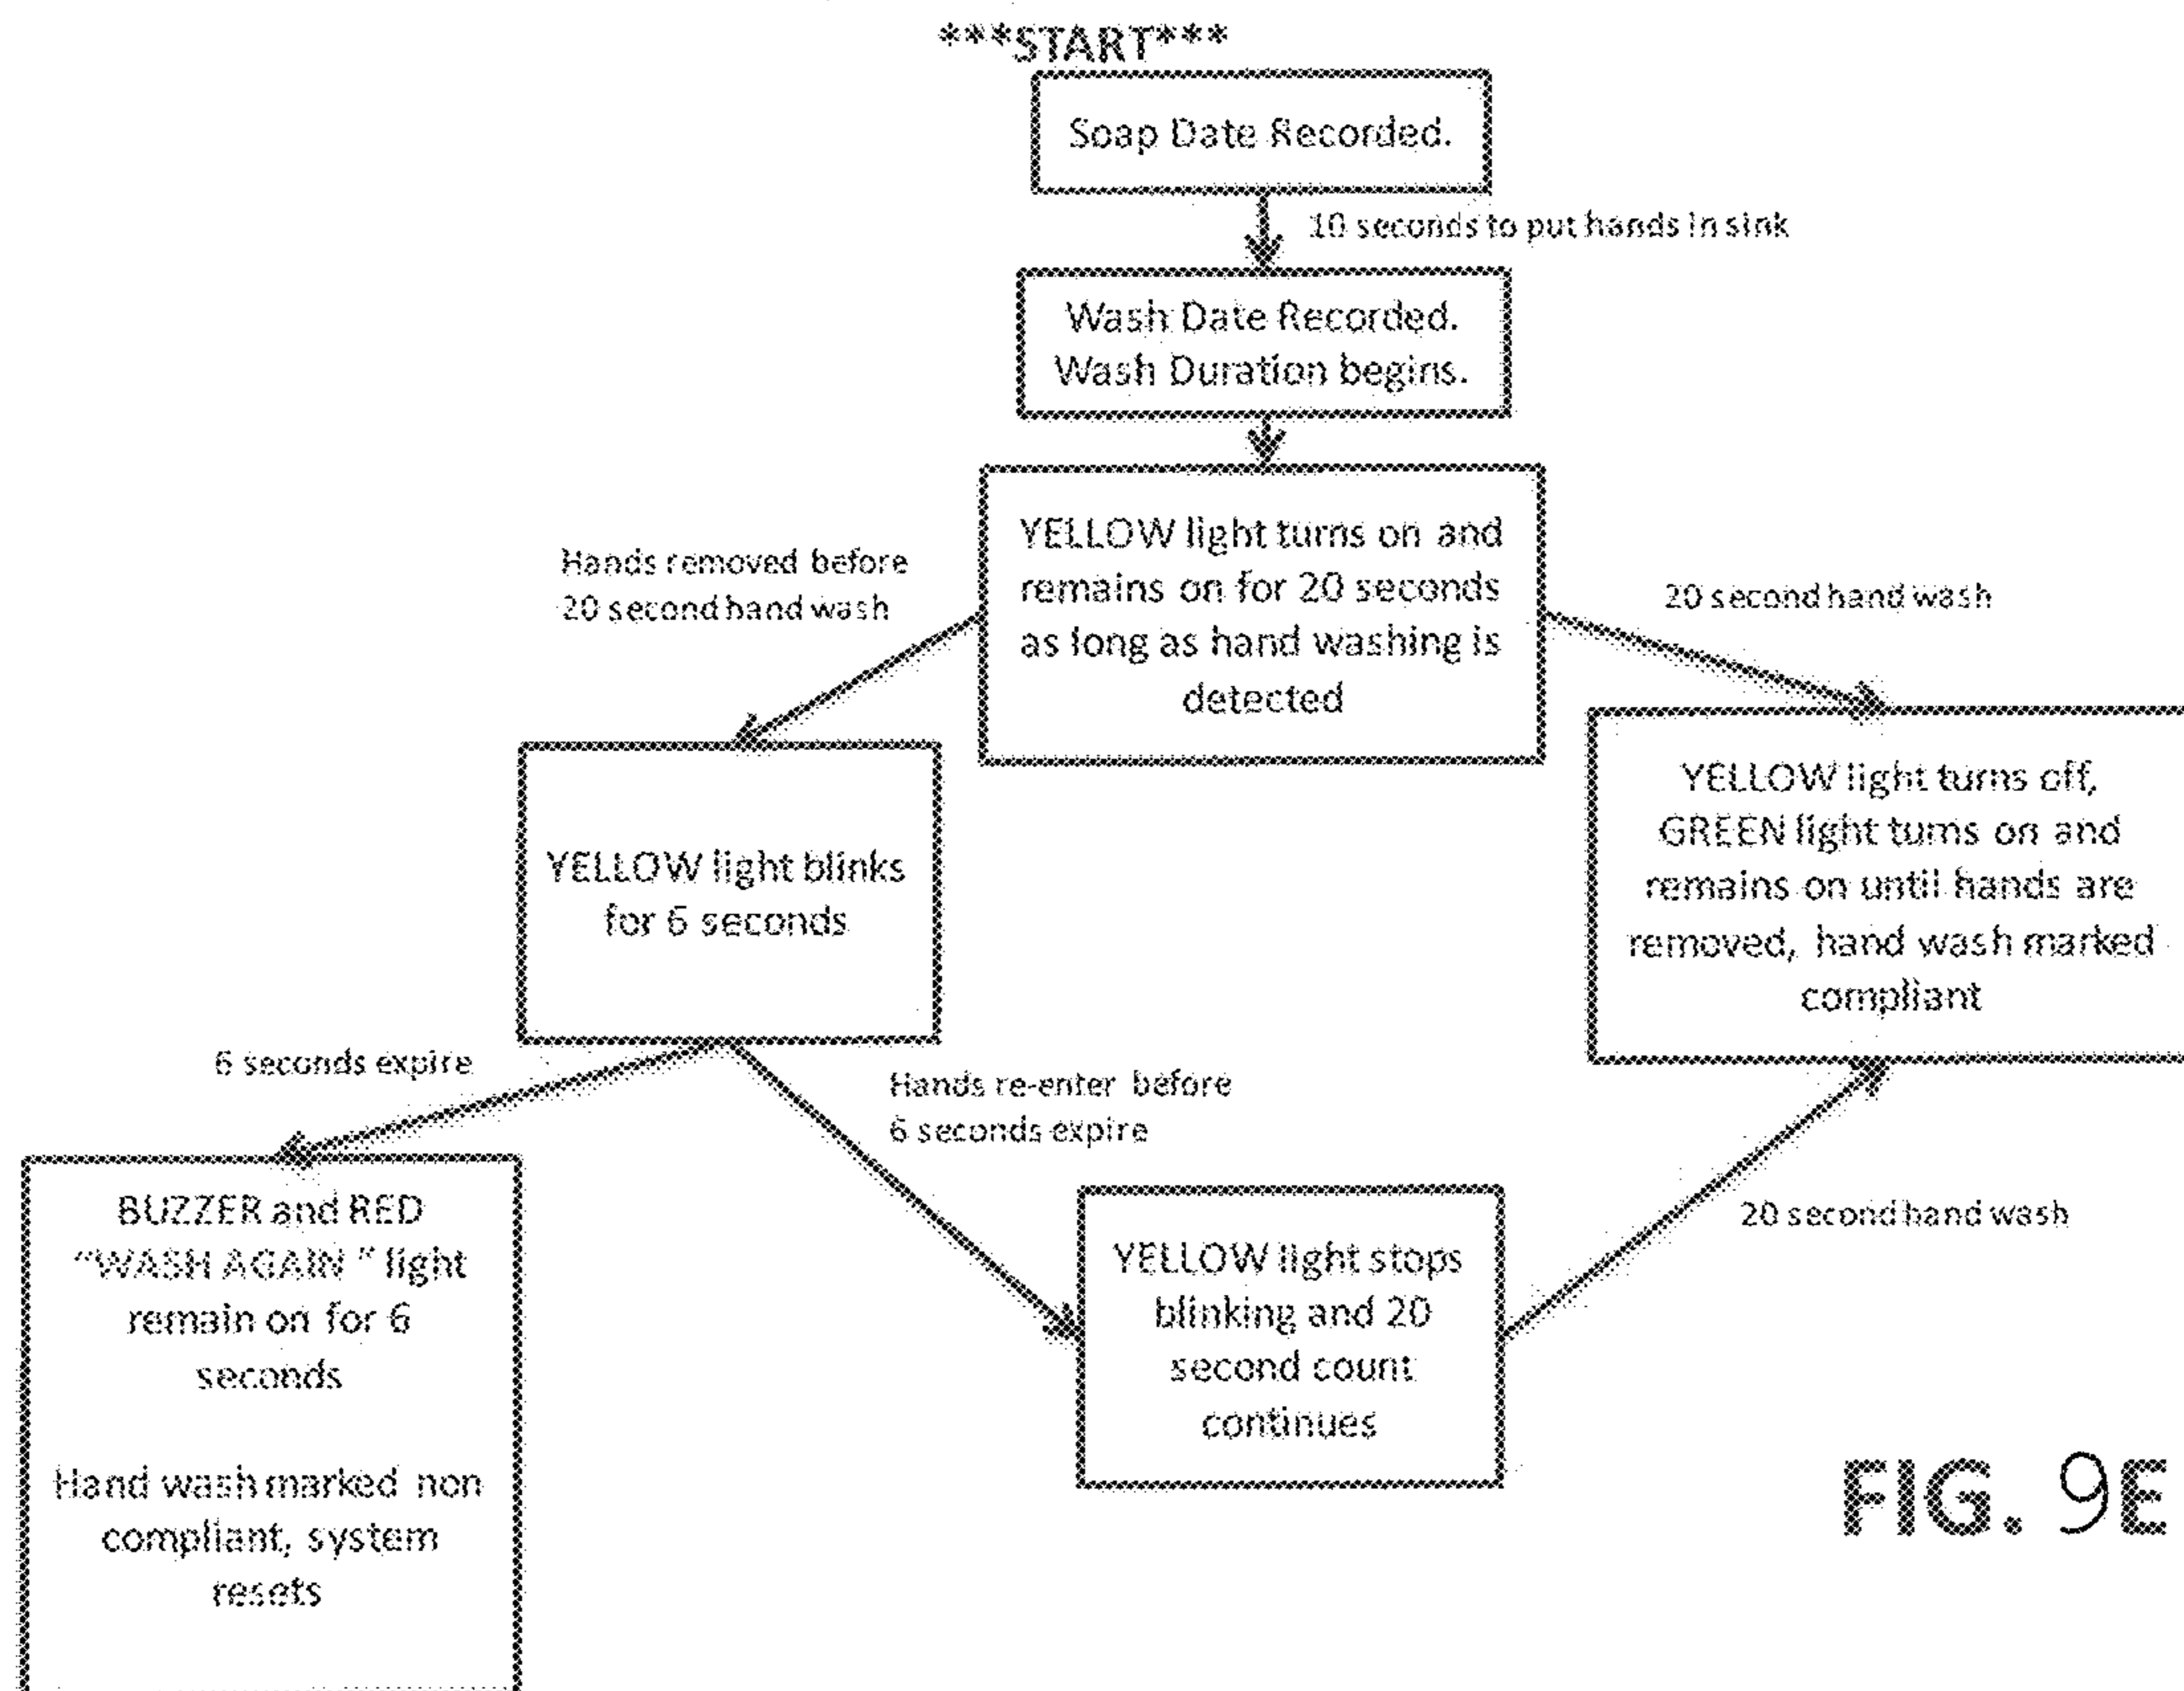 ***START***
Soap Date Recorded.
10 seconds to put hands in sink
Wash Date Recorded.
Wash Duration begins.
YELLOW light turns on and
remains on for 20 seconds
as long as hand washing is
detected
Hands removed before
20 second hand wash
20 second hand wash
YELLOW light blinks
for 6 seconds
YELLOW light turns off,
GREEN light turns on and
remains on until hands are
removed, hand wash marked
compliant
6 seconds expire
Hands re-enter before
6 seconds expire
BUZZER and RED
“WASH AGAIN ” light
remain on for 6
seconds
Hand wash marked non
compliant, system
resets
YELLOW light stops
blinking and 20
second count
continues
20 second hand wash
FIG. 9E